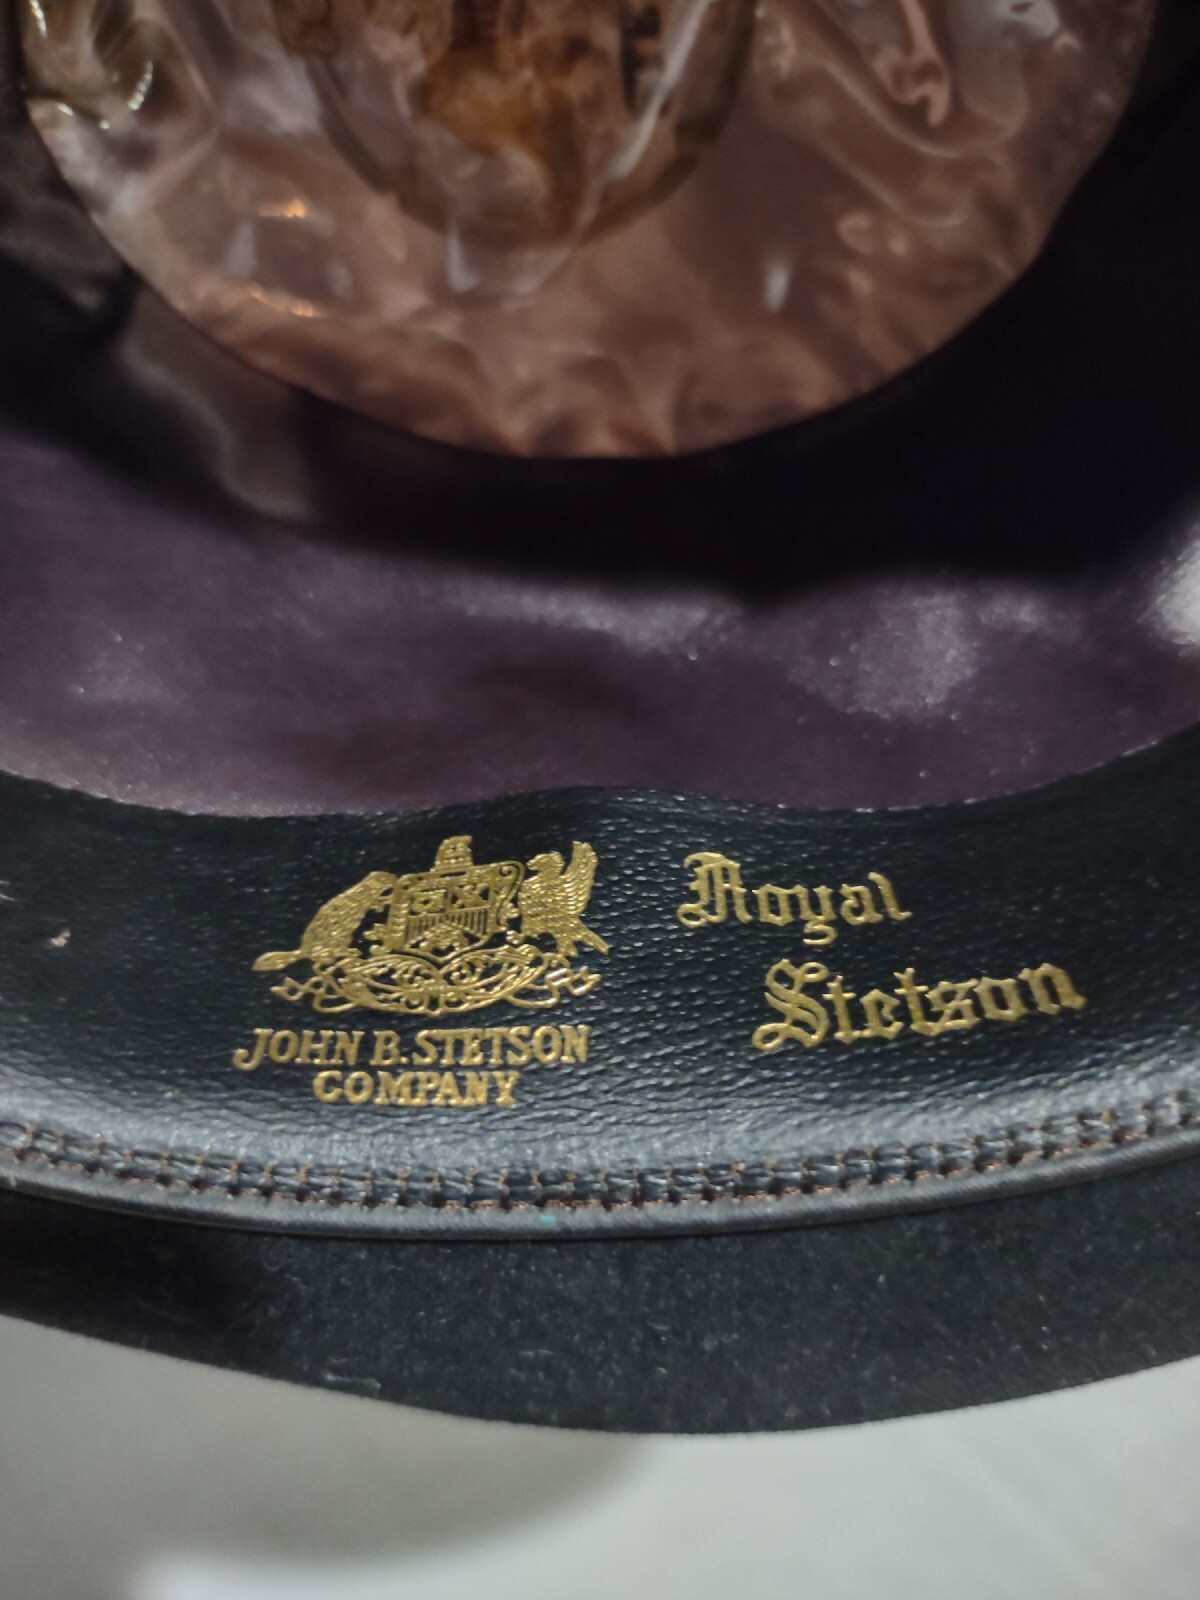 Royal
Stetson
JOHN B. STETSON
COMPANY